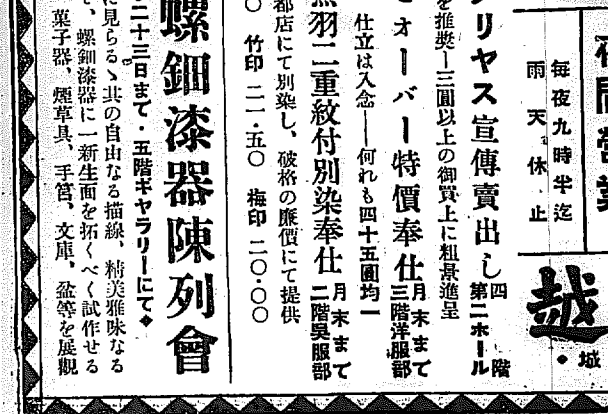 夜間營業
毎夜九時半迄
雨天休止
越
城
リヤス宣傳賣出し
四階
第二ホール
を推奬ー三圓以上の御買上に粗景進呈
オーバー特價奉仕
月末まで
三階洋服部
仕立は入念――何れも四十五圓均一
羽二重紋付別染奉仕
月末まで
二階呉服部
都店にて別染し、破格の廉價にて提供
竹印 二一・五〇 梅印 二〇・〇〇
螺鈿漆器陳列會
二十三日まで・五階ギャラリーにて◆
に見らるゝ其の自由なる描線、精美雅味なる
、螺鈿漆器に一新生面を拓くべく試作せる
菓子器、煙草具、手筥、文庫、盆等を展觀